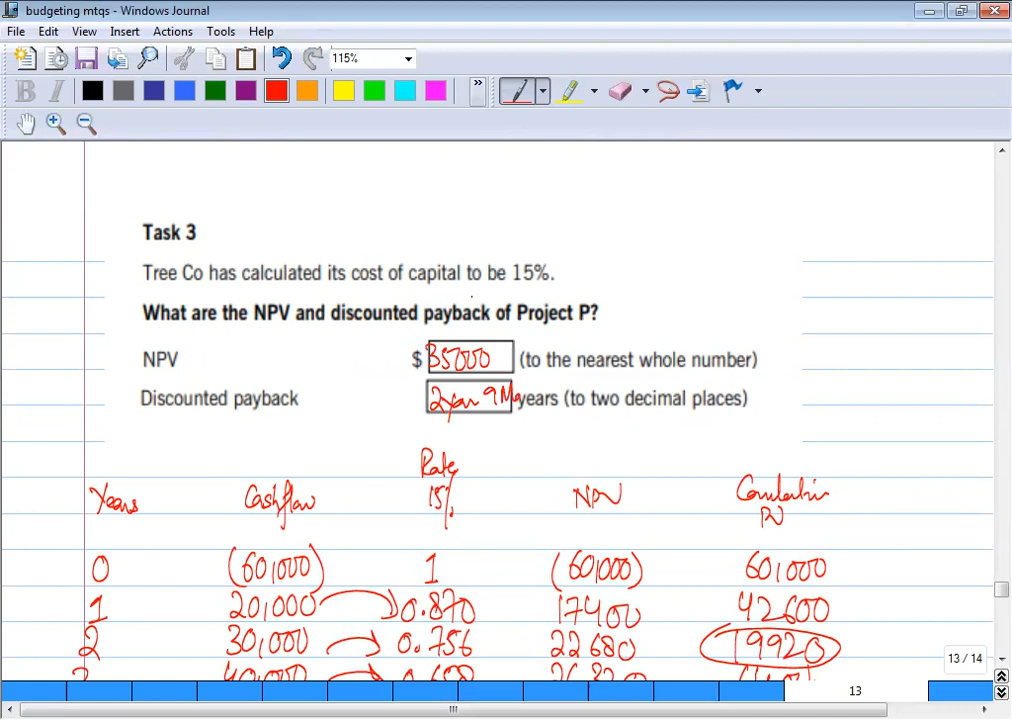 budgeting mtqs - Windows Journal
File Edit View Insert Actions Tools Help
115%
B I
Task 3
Tree Co has calculated its cost of capital to be 15%.
What are the NPV and discounted payback of Project P?
NPV $ 35000 (to the nearest whole number)
Discounted payback 2year 9M years (to two decimal places)
Years Cashflow Rate 15% NPV PV
0 (60,000) 1 (60,000) 60,000
1 20,000 0.870 17400 42600
2 30,000 0.756 22680 19920
13 / 14
13